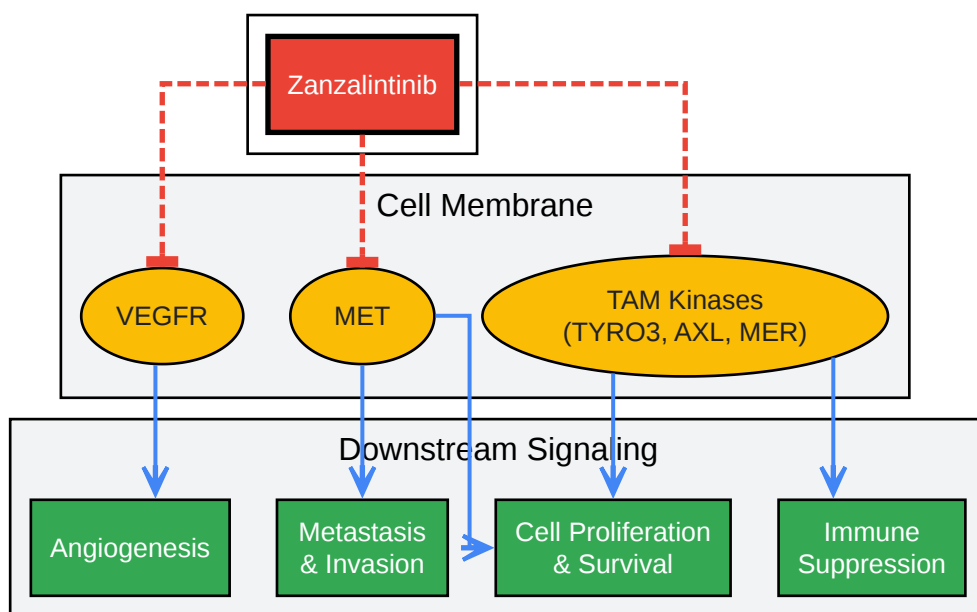 Zanzalintinib
Cell Membrane
VEGFR
MET
TAM Kinases
(TYRO3, AXL, MER)
Downstream Signaling
Angiogenesis
Metastasis
& Invasion
Cell Proliferation
& Survival
Immune
Suppression